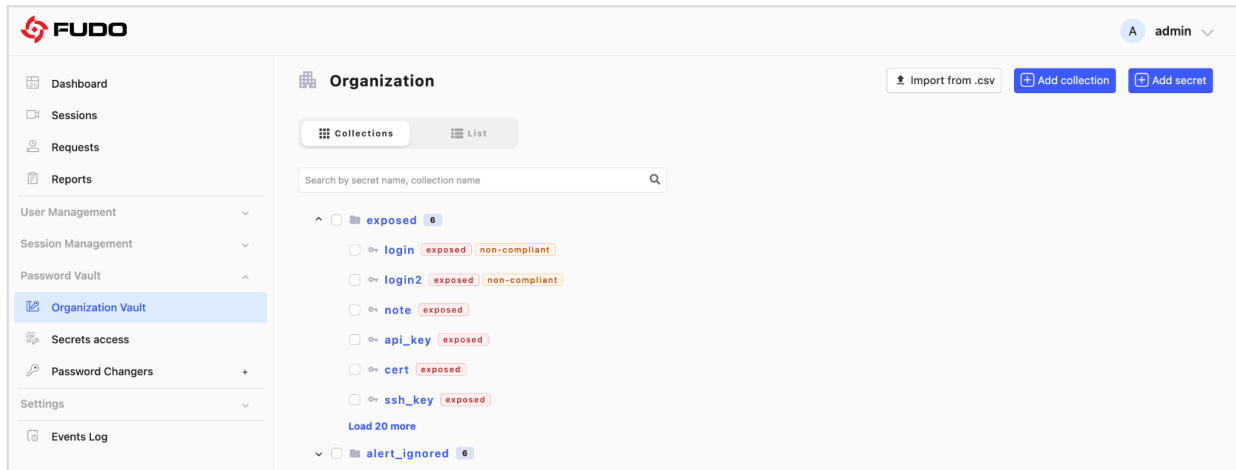 FUDO
A admin
Dashboard
Sessions
Requests
Reports
User Management
Session Management
Password Vault
Organization Vault
Secrets access
Password Changers +
Settings
Events Log
Organization
Import from .csv
Add collection
Add secret
Collections
List
Search by secret name, collection name
exposed 6
login exposed non-compliant
login2 exposed non-compliant
note exposed
api_key exposed
cert exposed
ssh_key exposed
Load 20 more
alert_ignored 6